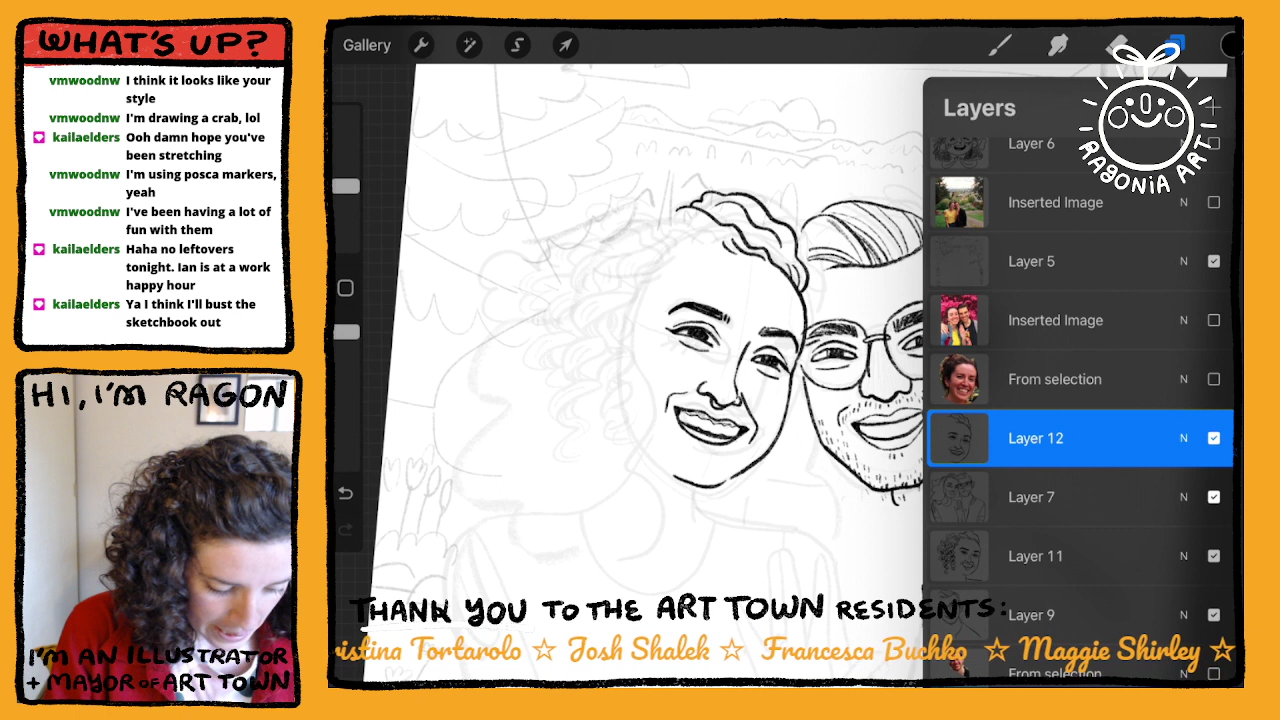 WHAT'S UP?
vmwoodnw I think it looks like your
style
vmwoodnw I'm drawing a crab, lol
kailaelders Ooh damn hope you've
been stretching
vmwoodnw I'm using posca markers,
yeah
vmwoodnw I've been having a lot of
fun with them
kailaelders Haha no leftovers
tonight. Ian is at a work
happy hour
kailaelders Ya I think I'll bust the
sketchbook out
HI, I'M RAGON
I'M AN ILLUSTRATOR
+ MAYOR OF ART TOWN
Gallery
Layers
RAGONIA ART
Layer 6
Inserted Image N
Layer 5 N
Inserted Image N
From selection N
Layer 12 N
Layer 7 N
Layer 11 N
Layer 9 N
From selection N
THANK YOU TO THE ART TOWN RESIDENTS:
ristina Tortarolo ☆ Josh Shalek ☆ Francesca Buchko ☆ Maggie Shirley ☆